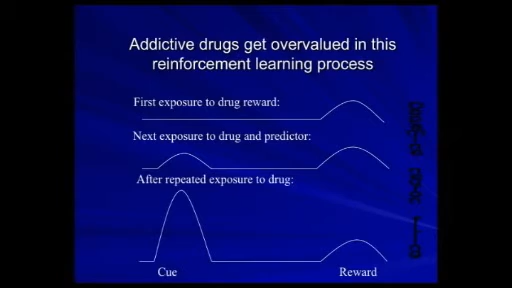 Addictive drugs get overvalued in this
reinforcement learning process
First exposure to drug reward:
Next exposure to drug and predictor:
After repeated exposure to drug:
Cue
Reward